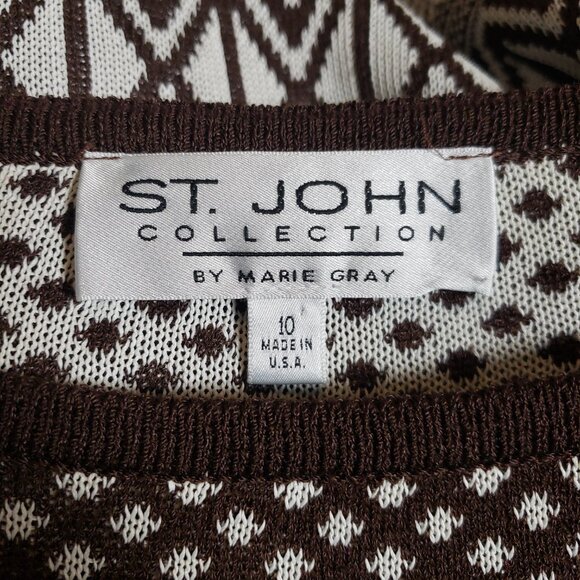 ST. JOHN
COLLECTION
BY MARIE GRAY
10
MADE IN
U.S.A.